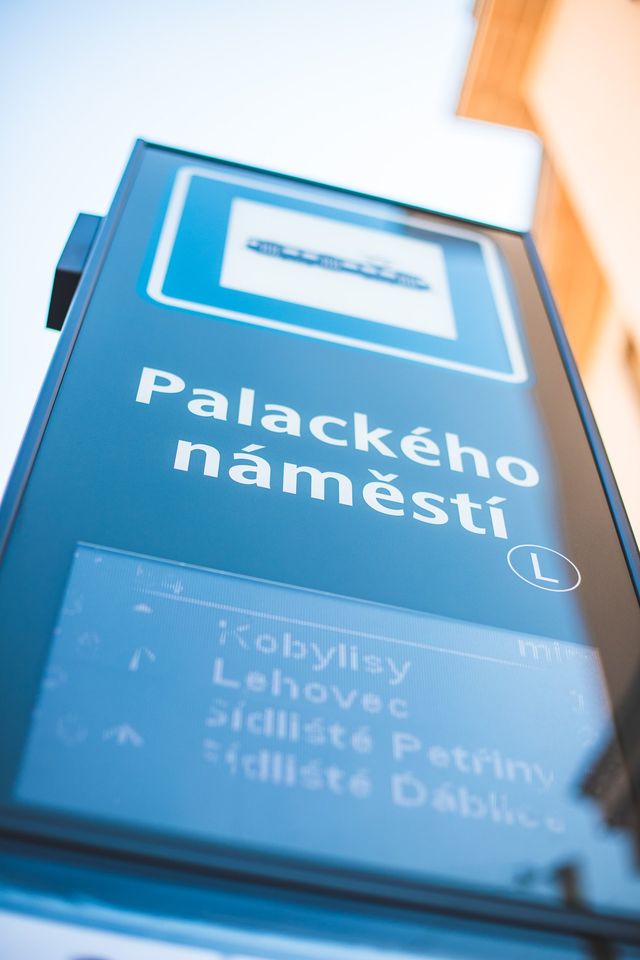 Palackého
náměstí
L
Kobylisy
Lehovec
Sídliště Petřiny
Sídliště Ďáblice